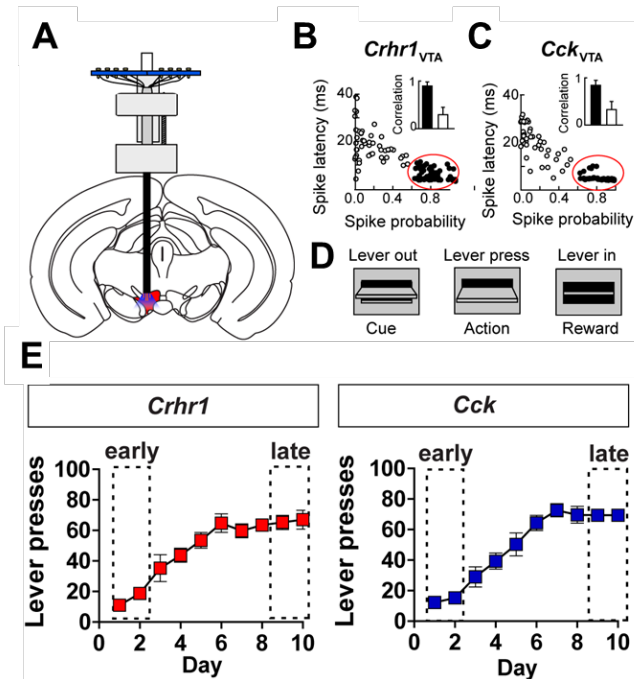 A
B
Crhr1VTA
C
CckVTA
Spike latency (ms)
40
20
0
0.0 0.4 0.8
Spike probability
Correlation
1
0
Spike latency (ms)
40
20
0
0.0 0.4 0.8
Spike probability
Correlation
1
0
D
Lever out
Lever press
Lever in
Cue
Action
Reward
E
Crhr1
Cck
early
late
Lever presses
100
80
60
40
20
0
0 2 4 6 8 10
Day
early
late
Lever presses
100
80
60
40
20
0
0 2 4 6 8 10
Day